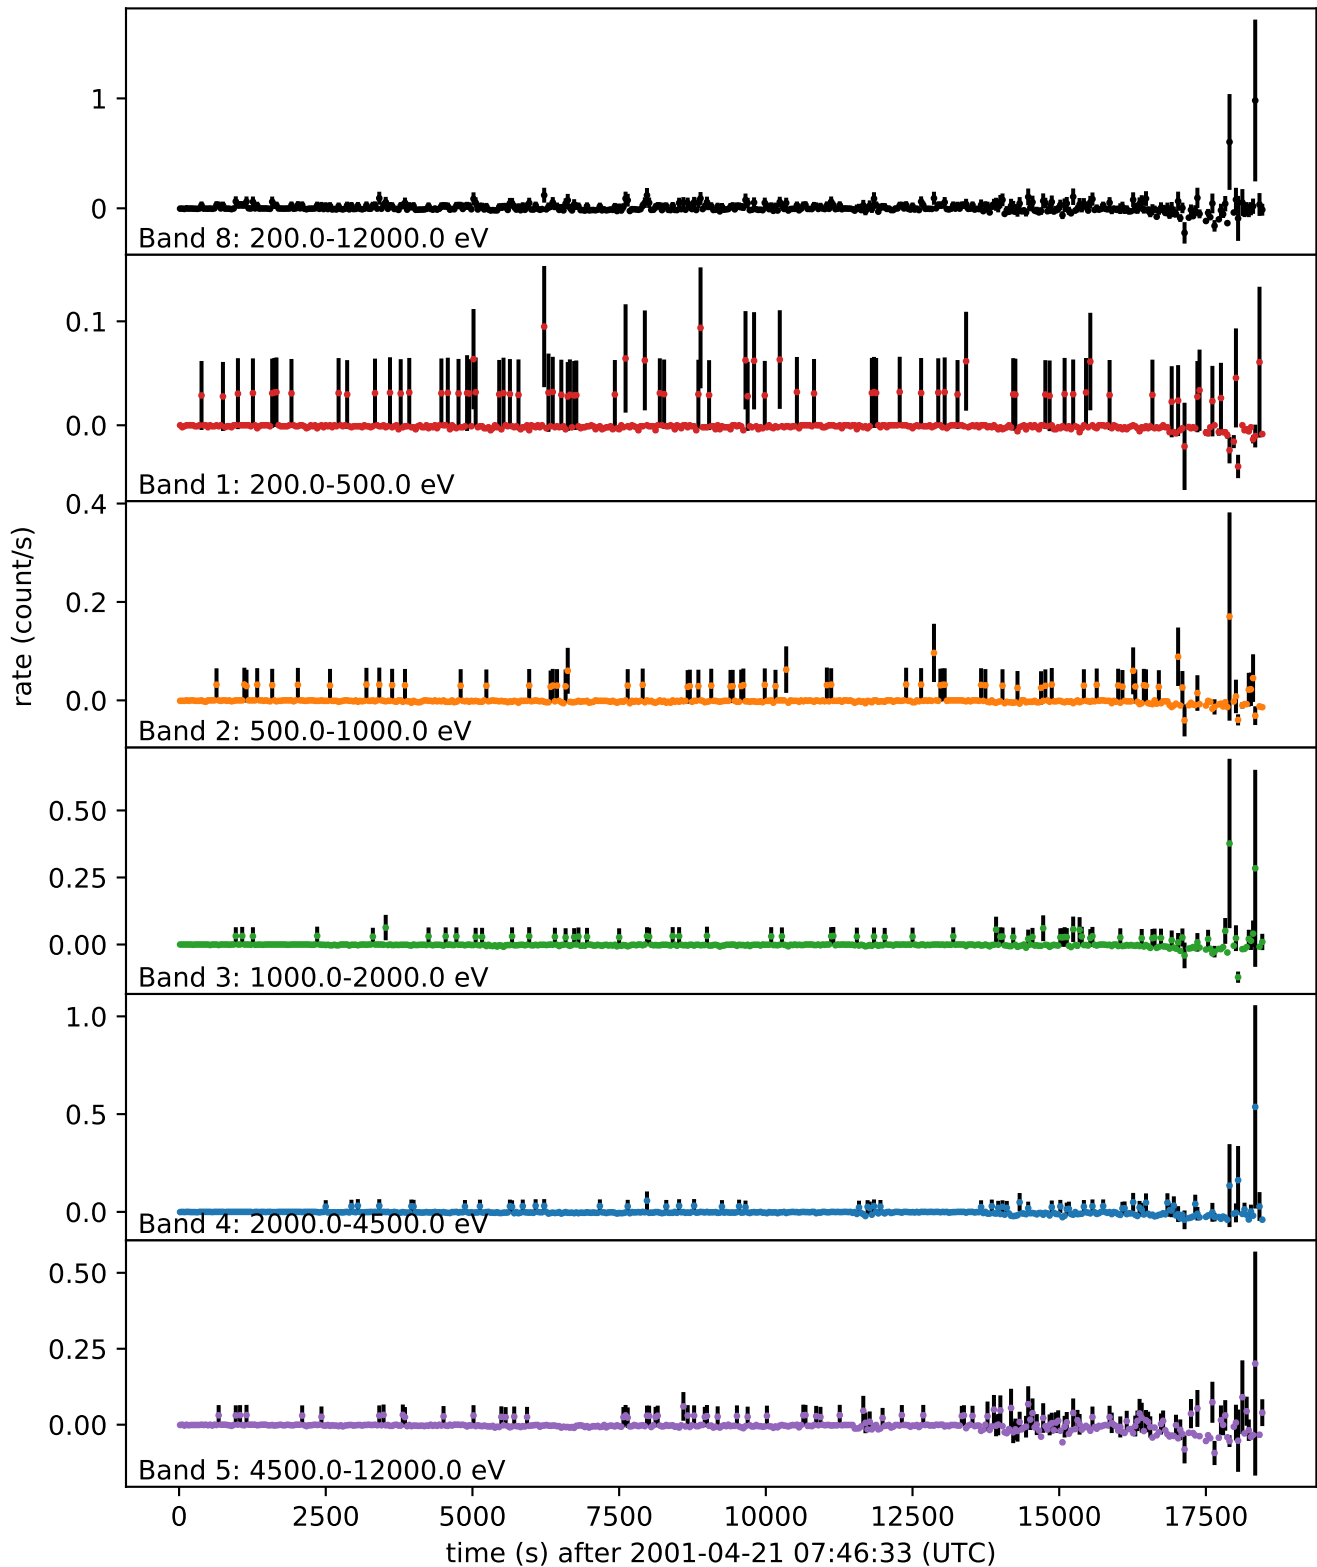 1
0
Band 8: 200.0-12000.0 eV
0.1
0.0
Band 1: 200.0-500.0 eV
0.4
0.2
0.0
Band 2: 500.0-1000.0 eV
rate (count/s)
0.50
0.25
0.00
Band 3: 1000.0-2000.0 eV
1.0
0.5
0.0
Band 4: 2000.0-4500.0 eV
0.50
0.25
0.00
Band 5: 4500.0-12000.0 eV
0 2500 5000 7500 10000 12500 15000 17500
time (s) after 2001-04-21 07:46:33 (UTC)